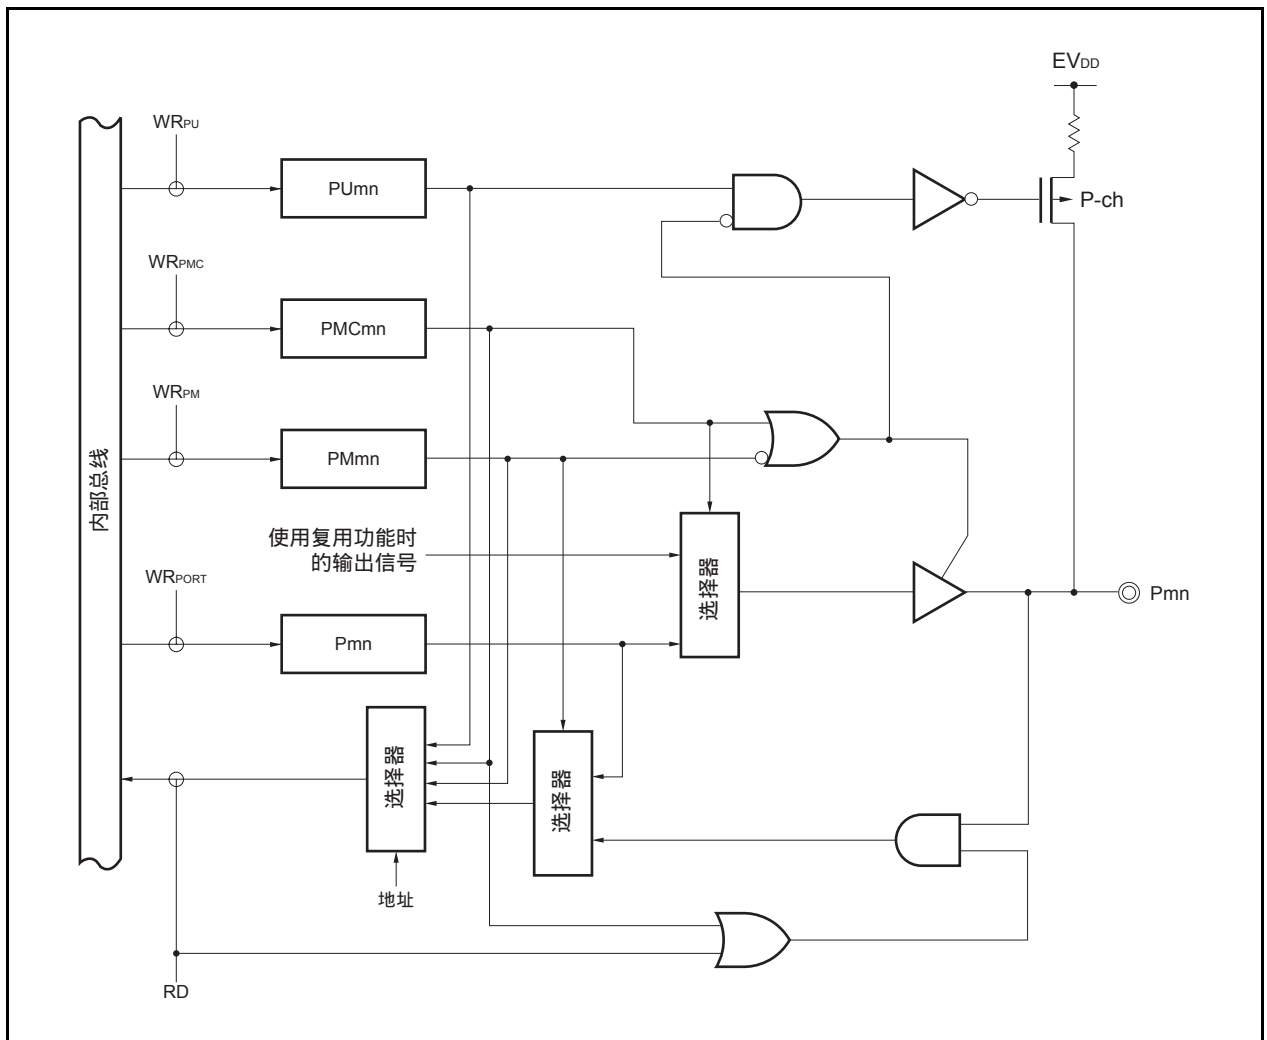 EVDD
WRPU
PUmn
P-ch
WRPMC
PMCmn
WRPM
PMmn
内部总线
使用复用功能时
的输出信号
选择器
WRPORT
Pmn
Pmn
选择器
选择器
地址
RD